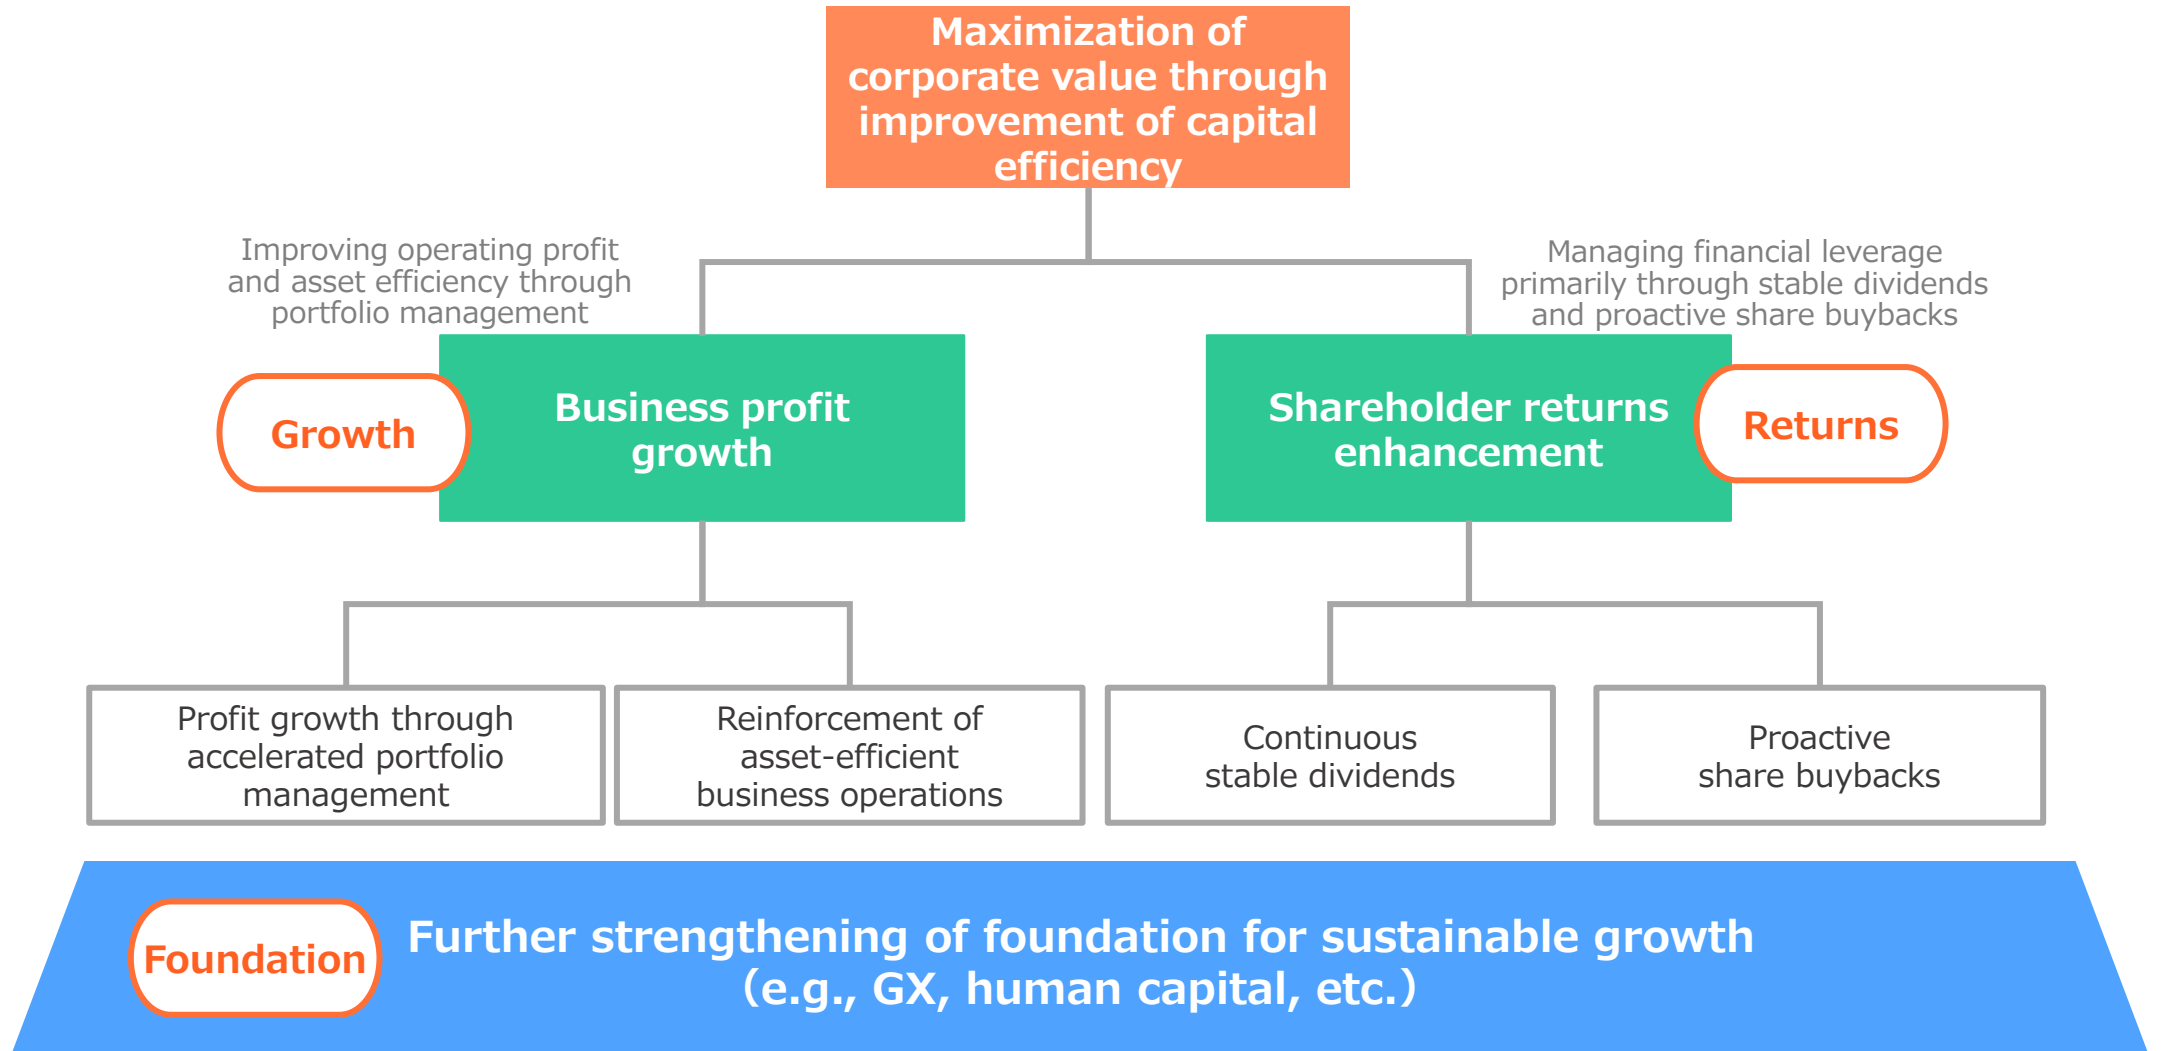 Maximization of
corporate value through
improvement of capital
efficiency
Improving operating profit
and asset efficiency through
portfolio management
Managing financial leverage
primarily through stable dividends
and proactive share buybacks
Growth
Business profit
growth
Shareholder returns
enhancement
Returns
Profit growth through
accelerated portfolio
management
Reinforcement of
asset-efficient
business operations
Continuous
stable dividends
Proactive
share buybacks
Foundation
Further strengthening of foundation for sustainable growth
(e.g., GX, human capital, etc.)